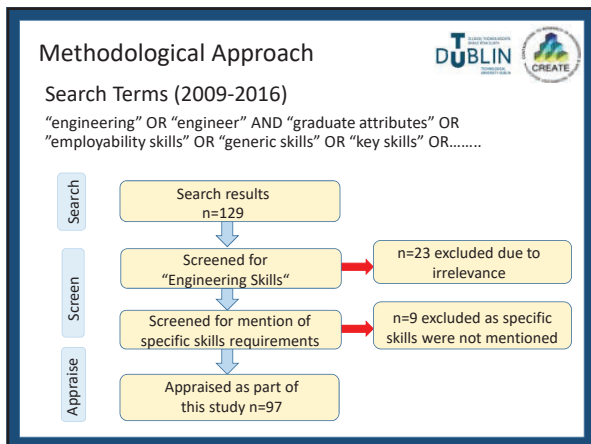 Methodological Approach
DUBLIN
TECHNOLOGICAL
UNIVERSITY DUBLIN
CREATE
Search Terms (2009-2016)
“engineering” OR “engineer” AND “graduate attributes” OR
”employability skills” OR “generic skills” OR “key skills” OR……..
Search
Search results
n=129
Screen
Screened for
“Engineering Skills“
n=23 excluded due to
irrelevance
Screened for mention of
specific skills requirements
n=9 excluded as specific
skills were not mentioned
Appraise
Appraised as part of
this study n=97